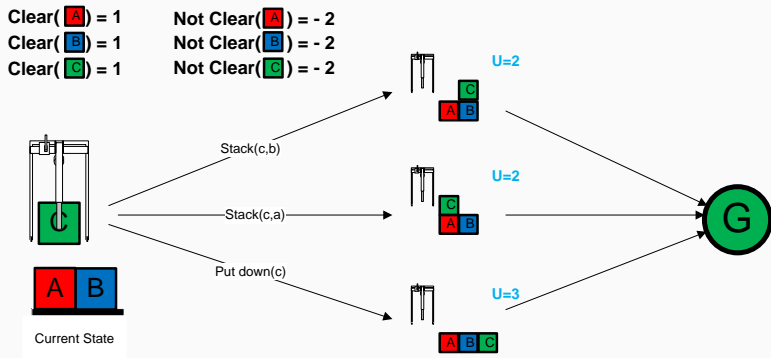 Clear( A ) = 1 Not Clear( A ) = - 2
Clear( B ) = 1 Not Clear( B ) = - 2
Clear( C ) = 1 Not Clear( C ) = - 2
U=2
C
A B
Stack(c,b)
C
A B
Current State
Stack(c,a)
U=2
C
A B
G
Put down(c)
U=3
A B C